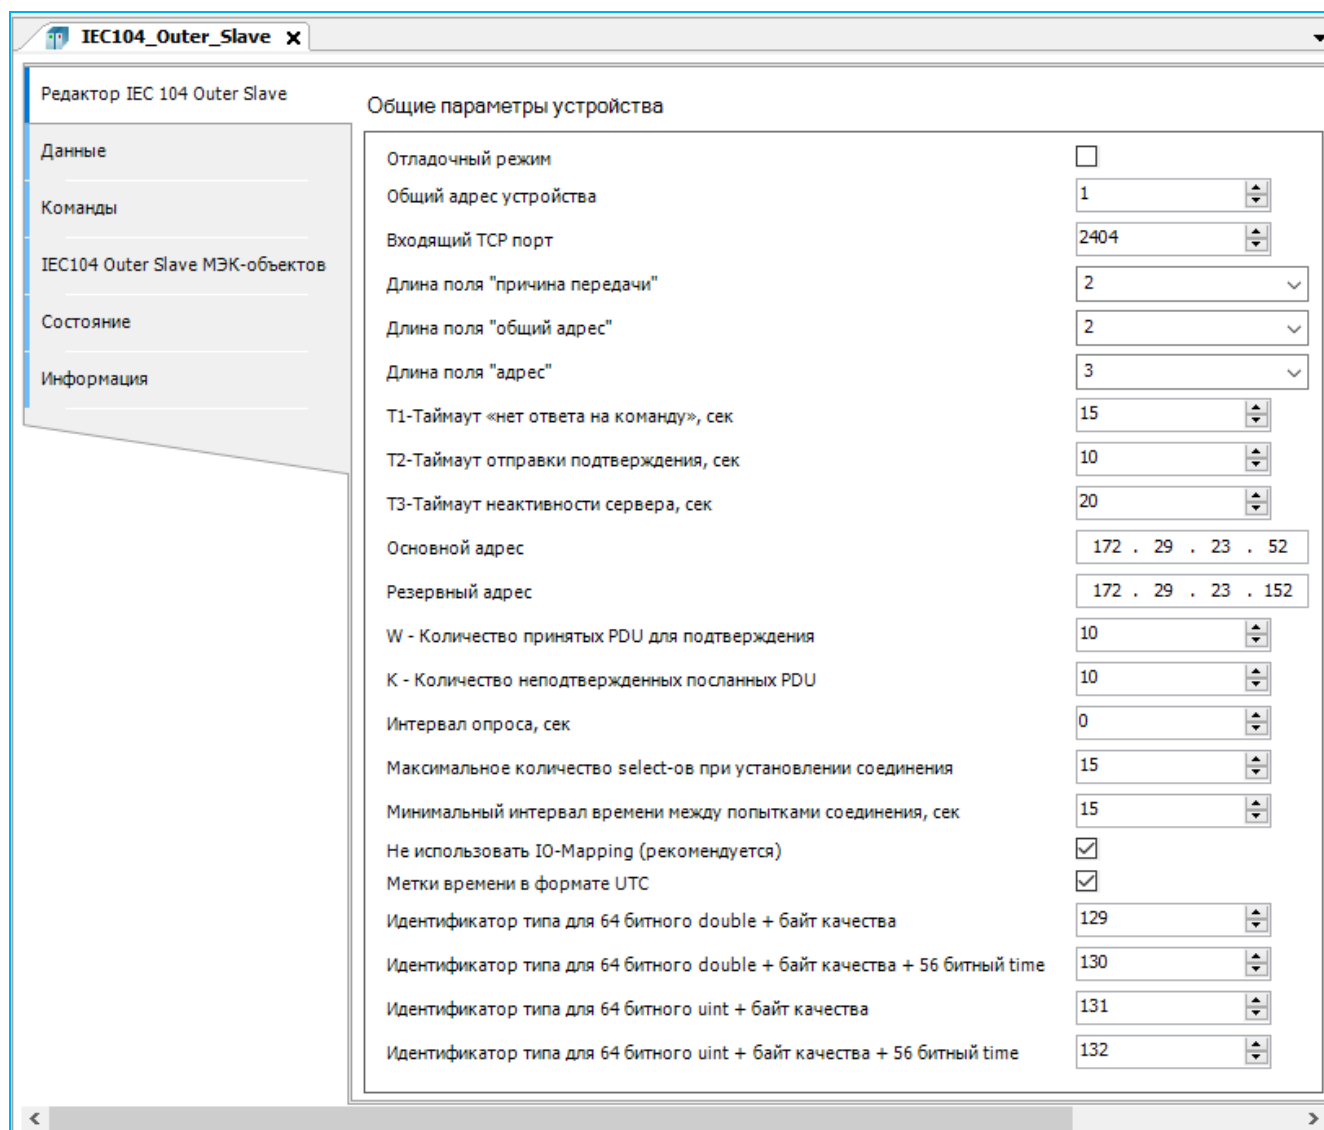 IEC104_Outer_Slave
Редактор IEC 104 Outer Slave
Данные
Команды
IEC104 Outer Slave МЭК-объектов
Состояние
Информация
Общие параметры устройства
Отладочный режим
Общий адрес устройства 1
Входящий TCP порт 2404
Длина поля "причина передачи" 2
Длина поля "общий адрес" 2
Длина поля "адрес" 3
T1-Таймаут «нет ответа на команду», сек 15
T2-Таймаут отправки подтверждения, сек 10
T3-Таймаут неактивности сервера, сек 20
Основной адрес 172 . 29 . 23 . 52
Резервный адрес 172 . 29 . 23 . 152
W - Количество принятых PDU для подтверждения 10
K - Количество неподтвержденных посланных PDU 10
Интервал опроса, сек 0
Максимальное количество select-ов при установлении соединения 15
Минимальный интервал времени между попытками соединения, сек 15
Не использовать IO-Mapping (рекомендуется)
Метки времени в формате UTC
Идентификатор типа для 64 битного double + байт качества 129
Идентификатор типа для 64 битного double + байт качества + 56 битный time 130
Идентификатор типа для 64 битного uint + байт качества 131
Идентификатор типа для 64 битного uint + байт качества + 56 битный time 132